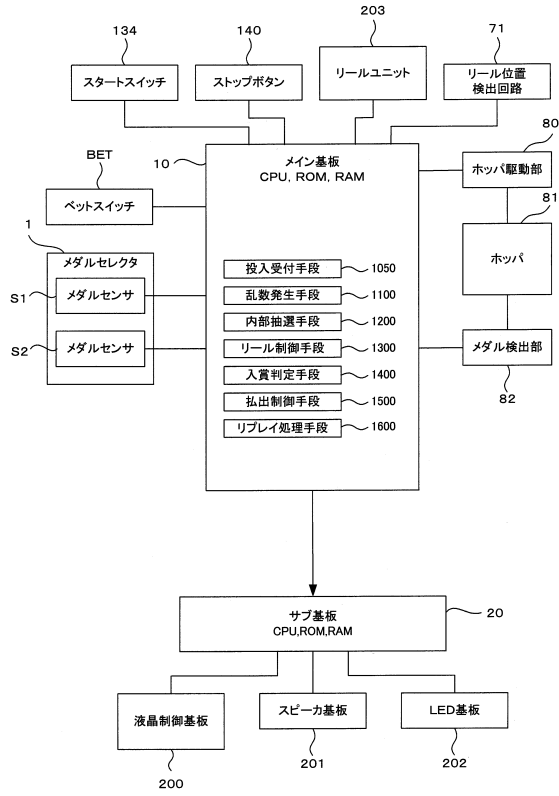 134
140
203
71
スタートスイッチ
ストップボタン
リールユニット
リール位置
検出回路
10
メイン基板
CPU, ROM, RAM
80
ホッパ駆動部
BET
ベットスイッチ
81
ホッパ
1
メダルセレクタ
S1
メダルセンサ
S2
メダルセンサ
投入受付手段
1050
乱数発生手段
1100
内部抽選手段
1200
リール制御手段
1300
入賞判定手段
1400
払出制御手段
1500
リプレイ処理手段
1600
メダル検出部
82
サブ基板
CPU,ROM,RAM
20
液晶制御基板
スピーカ基板
LED基板
200
201
202